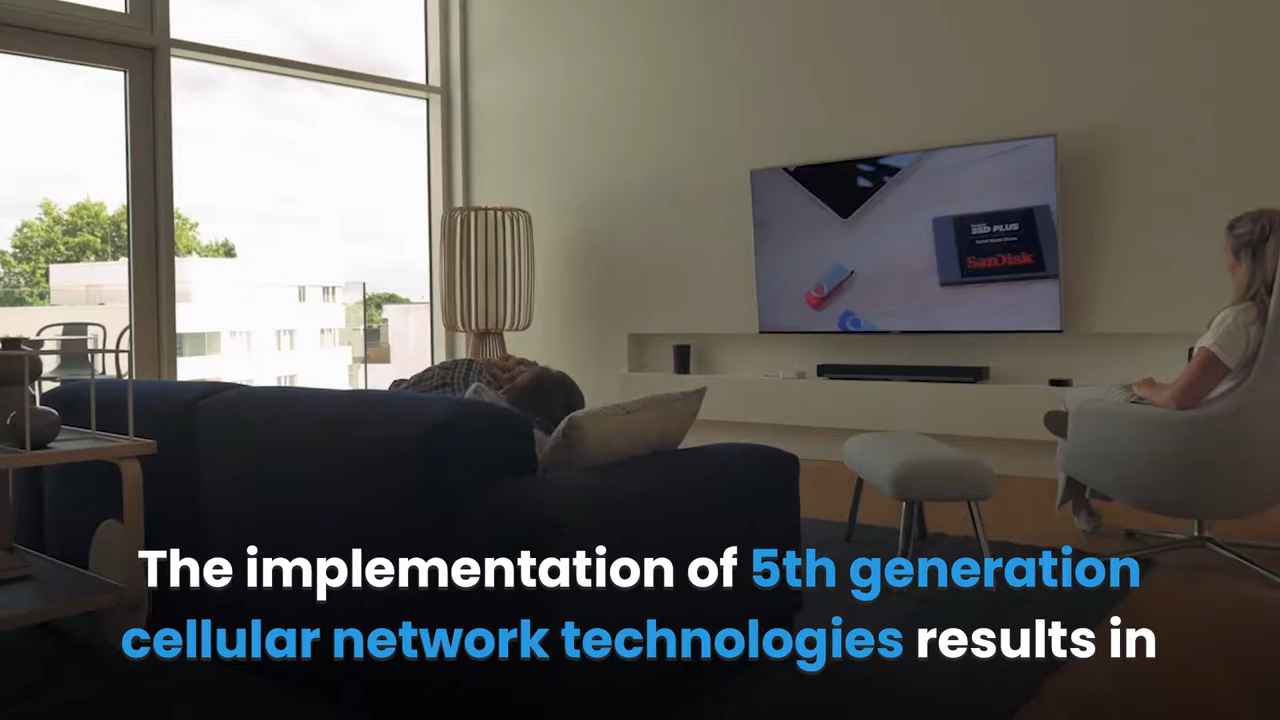 SSD PLUS
SanDisk
The implementation of 5th generation
cellular network technologies results in